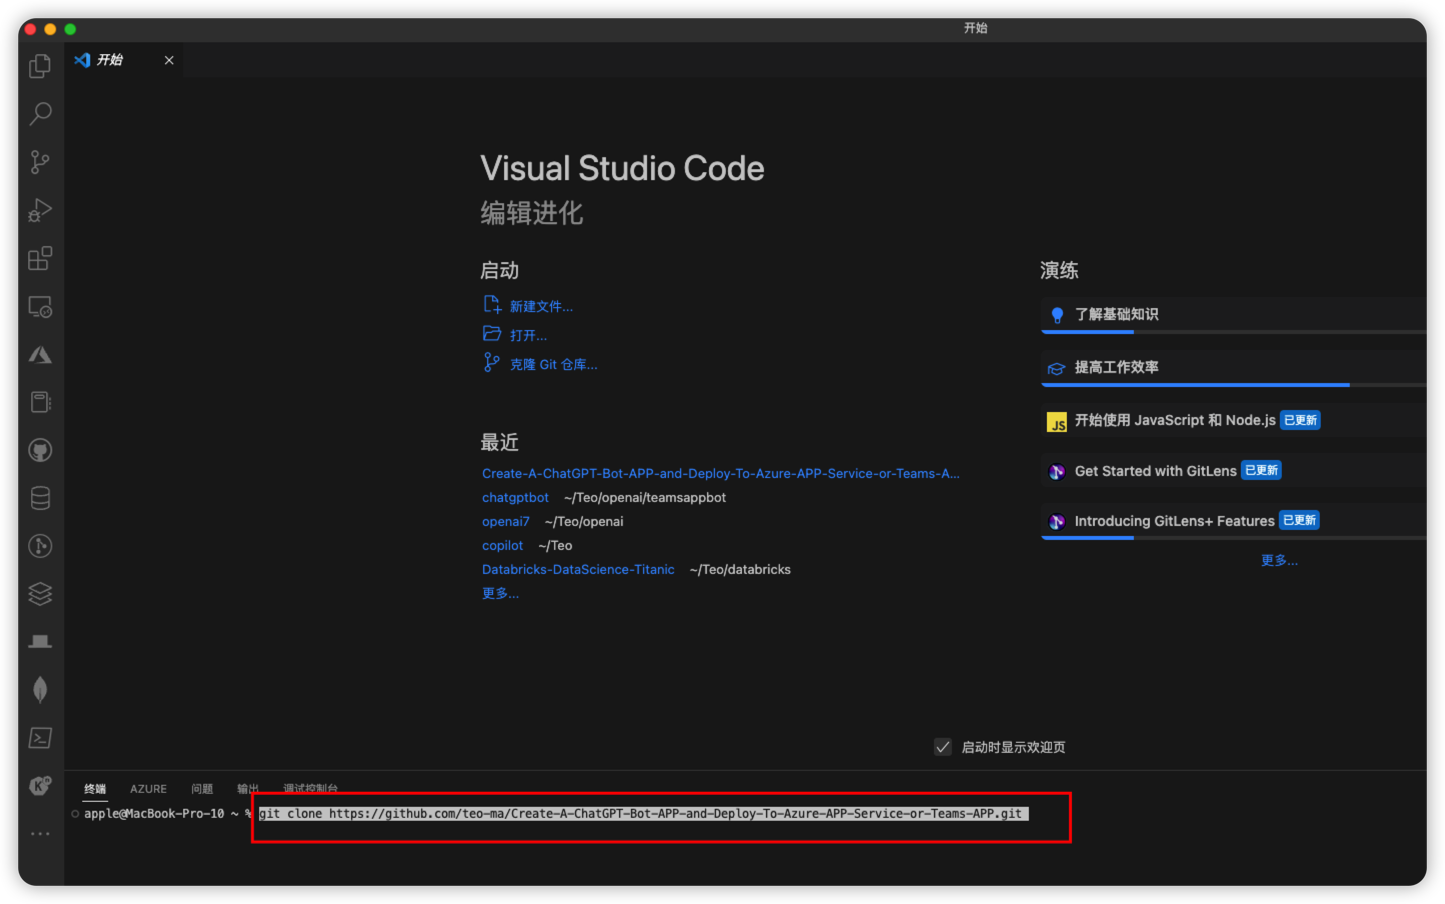 开始
开始
Visual Studio Code
编辑进化
启动
新建文件...
打开...
克隆 Git 仓库...
最近
Create-A-ChatGPT-Bot-APP-and-Deploy-To-Azure-APP-Service-or-Teams-A...
chatgptbot ~/Teo/openai/teamsappbot
openai7 ~/Teo/openai
copilot ~/Teo
Databricks-DataScience-Titanic ~/Teo/databricks
更多...
演练
了解基础知识
提高工作效率
JS 开始使用 JavaScript 和 Node.js 已更新
Get Started with GitLens 已更新
Introducing GitLens+ Features 已更新
更多...
启动时显示欢迎页
终端 AZURE 问题 输出 调试控制台
apple@MacBook-Pro-10 ~ % git clone https://github.com/teo-ma/Create-A-ChatGPT-Bot-APP-and-Deploy-To-Azure-APP-Service-or-Teams-APP.git